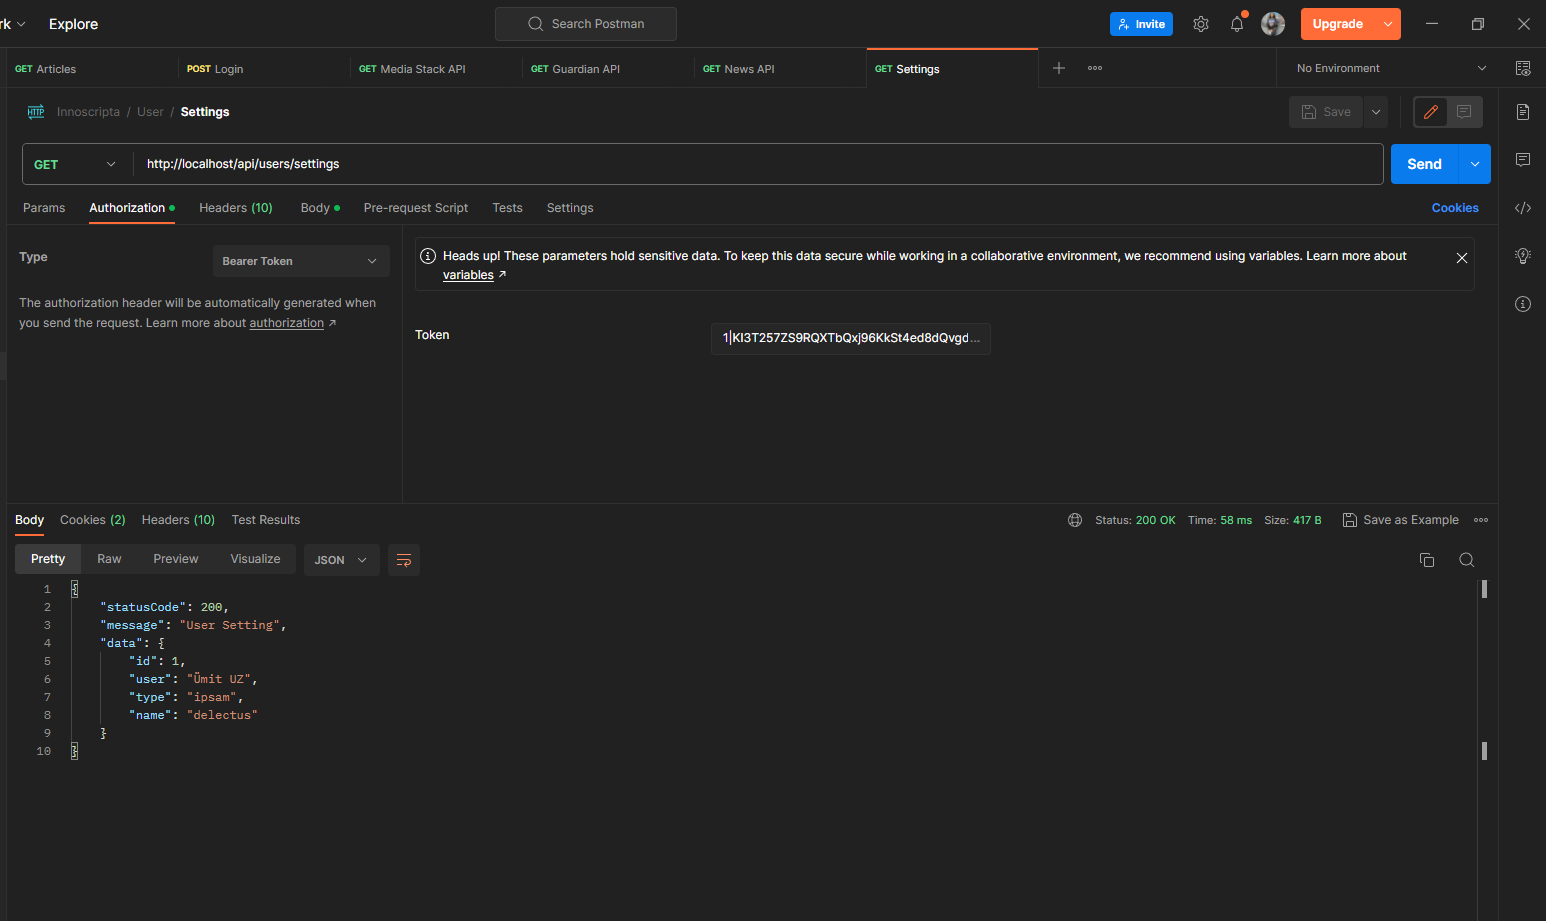 rk Explore Search Postman Invite Upgrade
GET Articles POST Login GET Media Stack API GET Guardian API GET News API GET Settings No Environment
HTTP Innoscripta / User / Settings Save
GET http://localhost/api/users/settings Send
Params Authorization Headers (10) Body Pre-request Script Tests Settings Cookies
Type Bearer Token
The authorization header will be automatically generated when
you send the request. Learn more about authorization ↗
Heads up! These parameters hold sensitive data. To keep this data secure while working in a collaborative environment, we recommend using variables. Learn more about
variables ↗
Token 1|KI3T257ZS9RQXTbQxj96KkSt4ed8dQvgd...
Body Cookies (2) Headers (10) Test Results Status: 200 OK Time: 58 ms Size: 417 B Save as Example
Pretty Raw Preview Visualize JSON
1 {
2 "statusCode": 200,
3 "message": "User Setting",
4 "data": {
5 "id": 1,
6 "user": "Ümit UZ",
7 "type": "ipsam",
8 "name": "delectus"
9 }
10 }